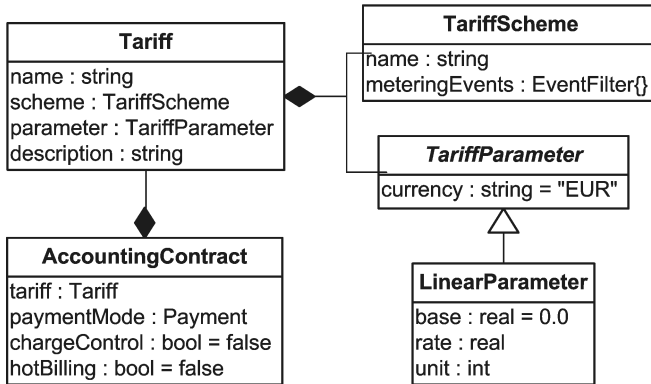 Tariff
name : string
scheme : TariffScheme
parameter : TariffParameter
description : string
TariffScheme
name : string
meteringEvents : EventFilter{}
TariffParameter
currency : string = "EUR"
AccountingContract
tariff : Tariff
paymentMode : Payment
chargeControl : bool = false
hotBilling : bool = false
LinearParameter
base : real = 0.0
rate : real
unit : int